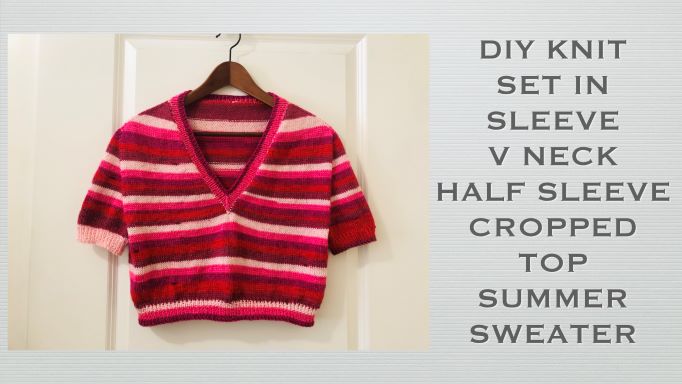 DIY KNIT
SET IN
SLEEVE
V NECK
HALF SLEEVE
CROPPED
TOP
SUMMER
SWEATER